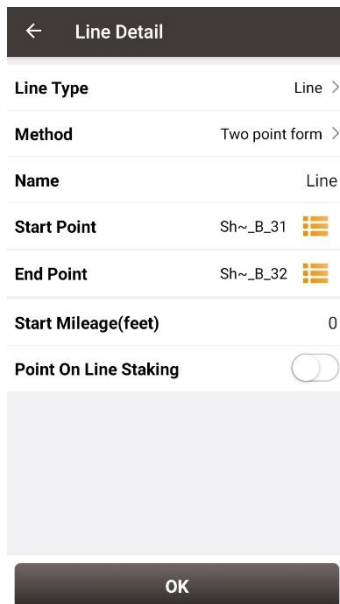 Line Detail
Line Type Line
Method Two point form
Name Line
Start Point Sh~_B_31
End Point Sh~_B_32
Start Mileage(feet) 0
Point On Line Staking
OK